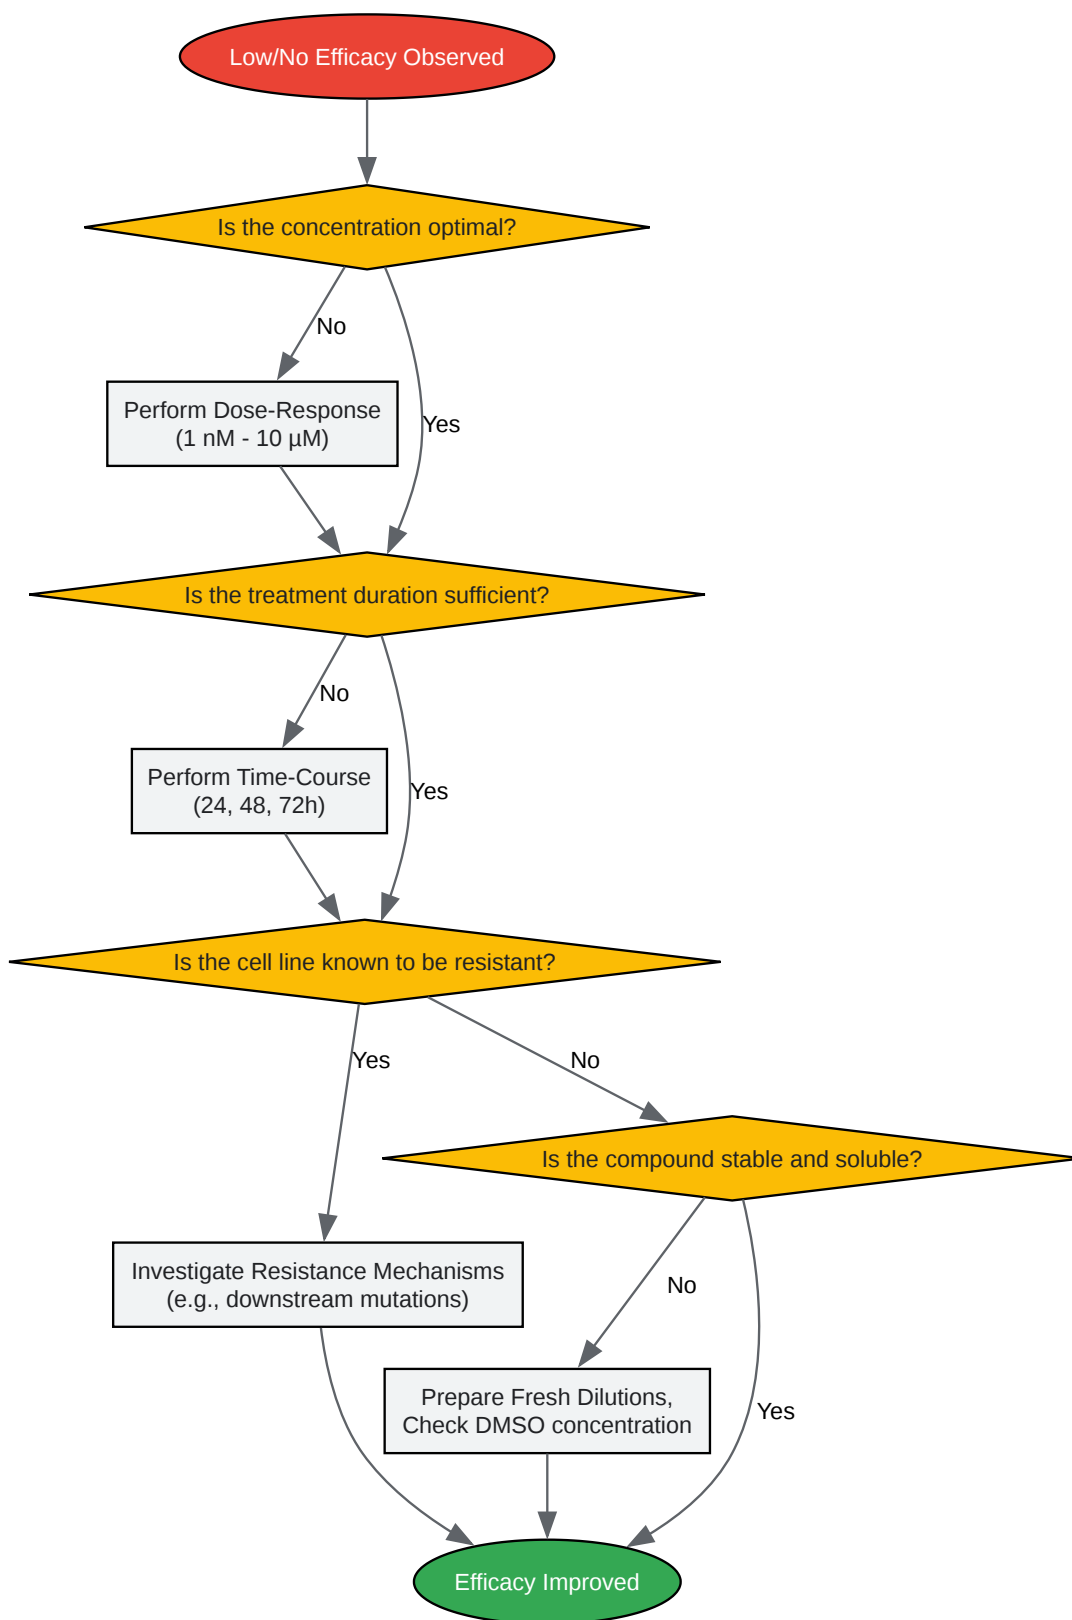 Low/No Efficacy Observed
Is the concentration optimal?
No
Perform Dose-Response
(1 nM - 10 µM)
Yes
Is the treatment duration sufficient?
No
Perform Time-Course
(24, 48, 72h)
Yes
Is the cell line known to be resistant?
Yes
No
Is the compound stable and soluble?
Investigate Resistance Mechanisms
(e.g., downstream mutations)
No
Prepare Fresh Dilutions,
Check DMSO concentration
Yes
Efficacy Improved